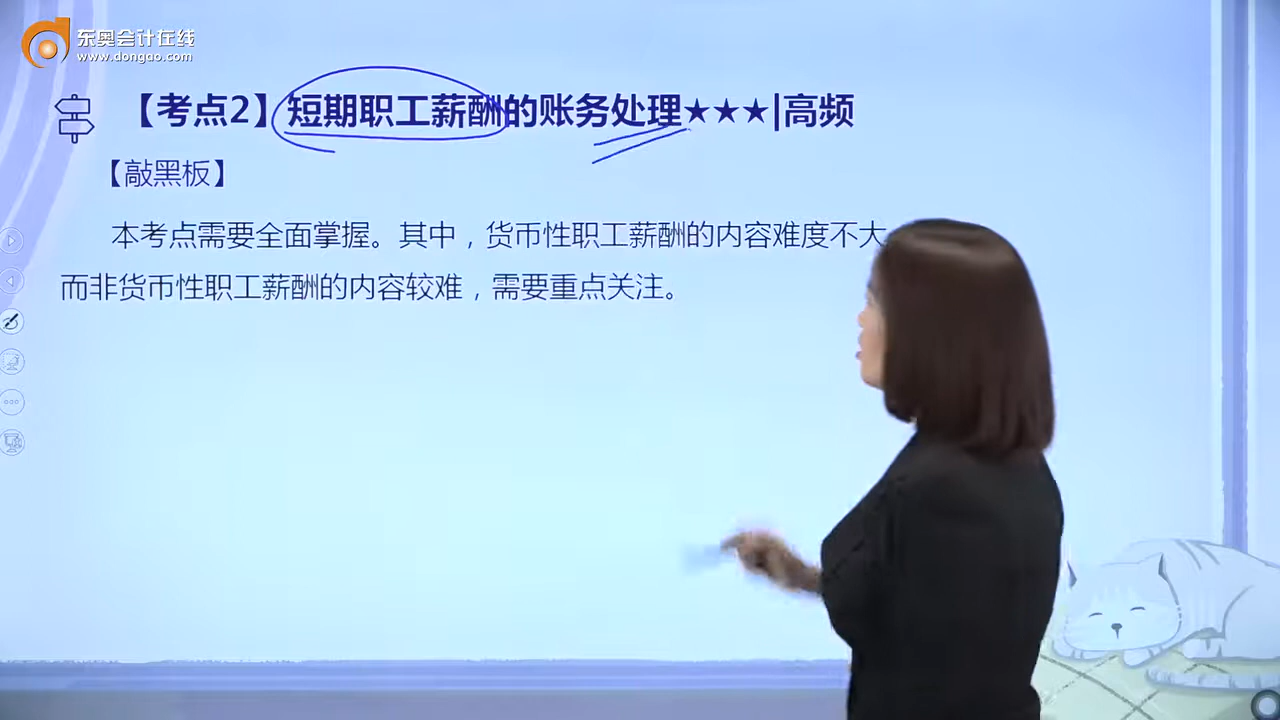 东奥会计在线
www.dongao.com
【考点2】短期职工薪酬的账务处理★★★|高频
【敲黑板】
本考点需要全面掌握。其中，货币性职工薪酬的内容难度不大
而非货币性职工薪酬的内容较难，需要重点关注。